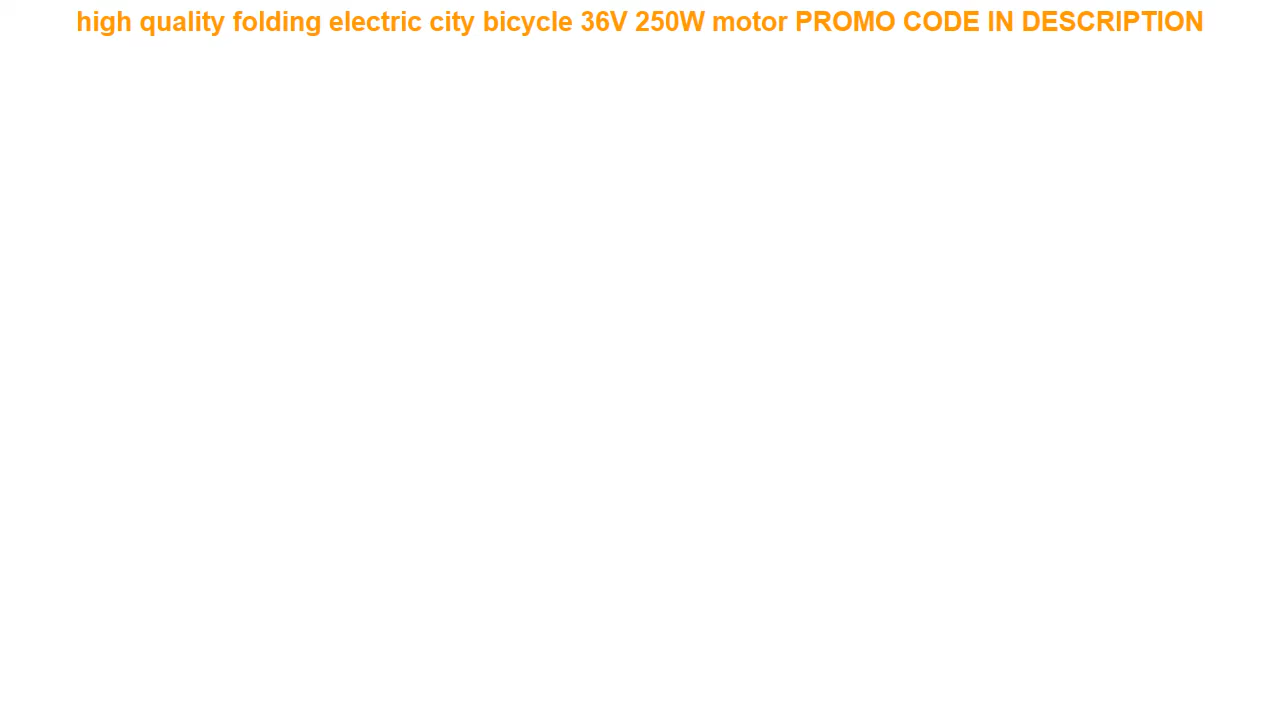 high quality folding electric city bicycle 36V 250W motor PROMO CODE IN DESCRIPTION